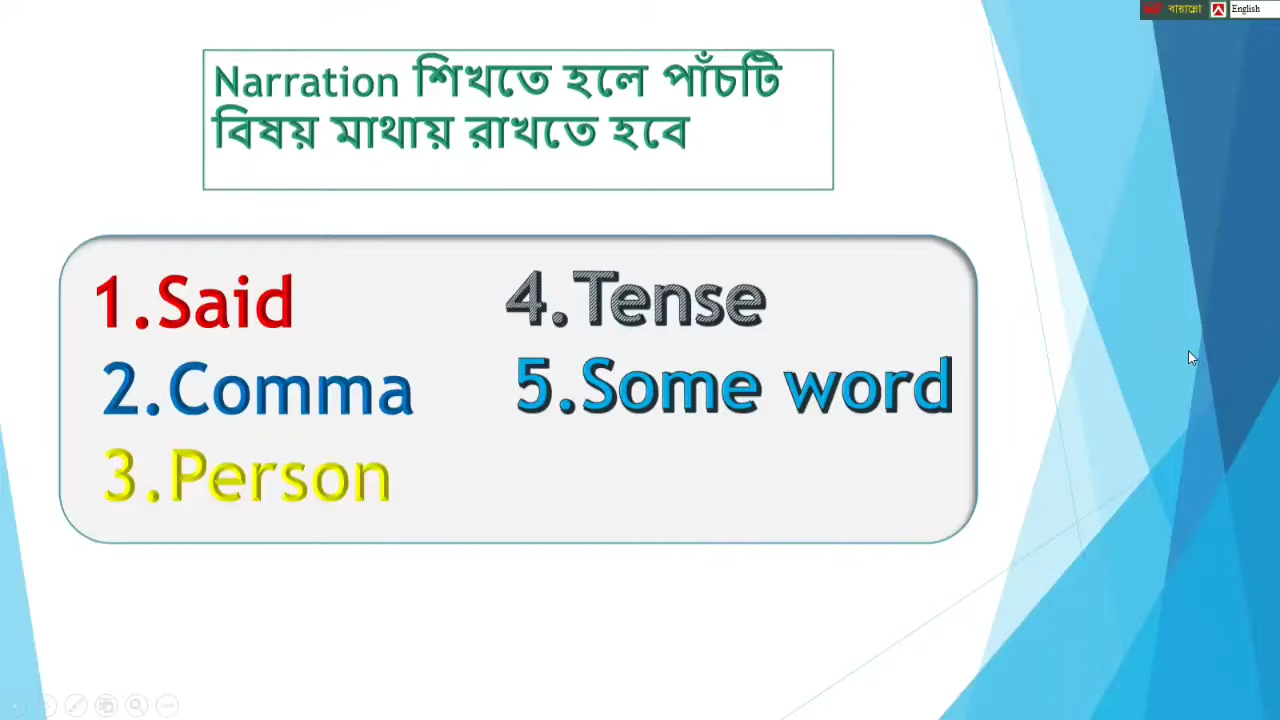 বায়ান্নো English
Narration শিখতে হলে পাঁচটি
বিষয় মাথায় রাখতে হবে
1.Said
2.Comma
3.Person
4.Tense
5.Some word